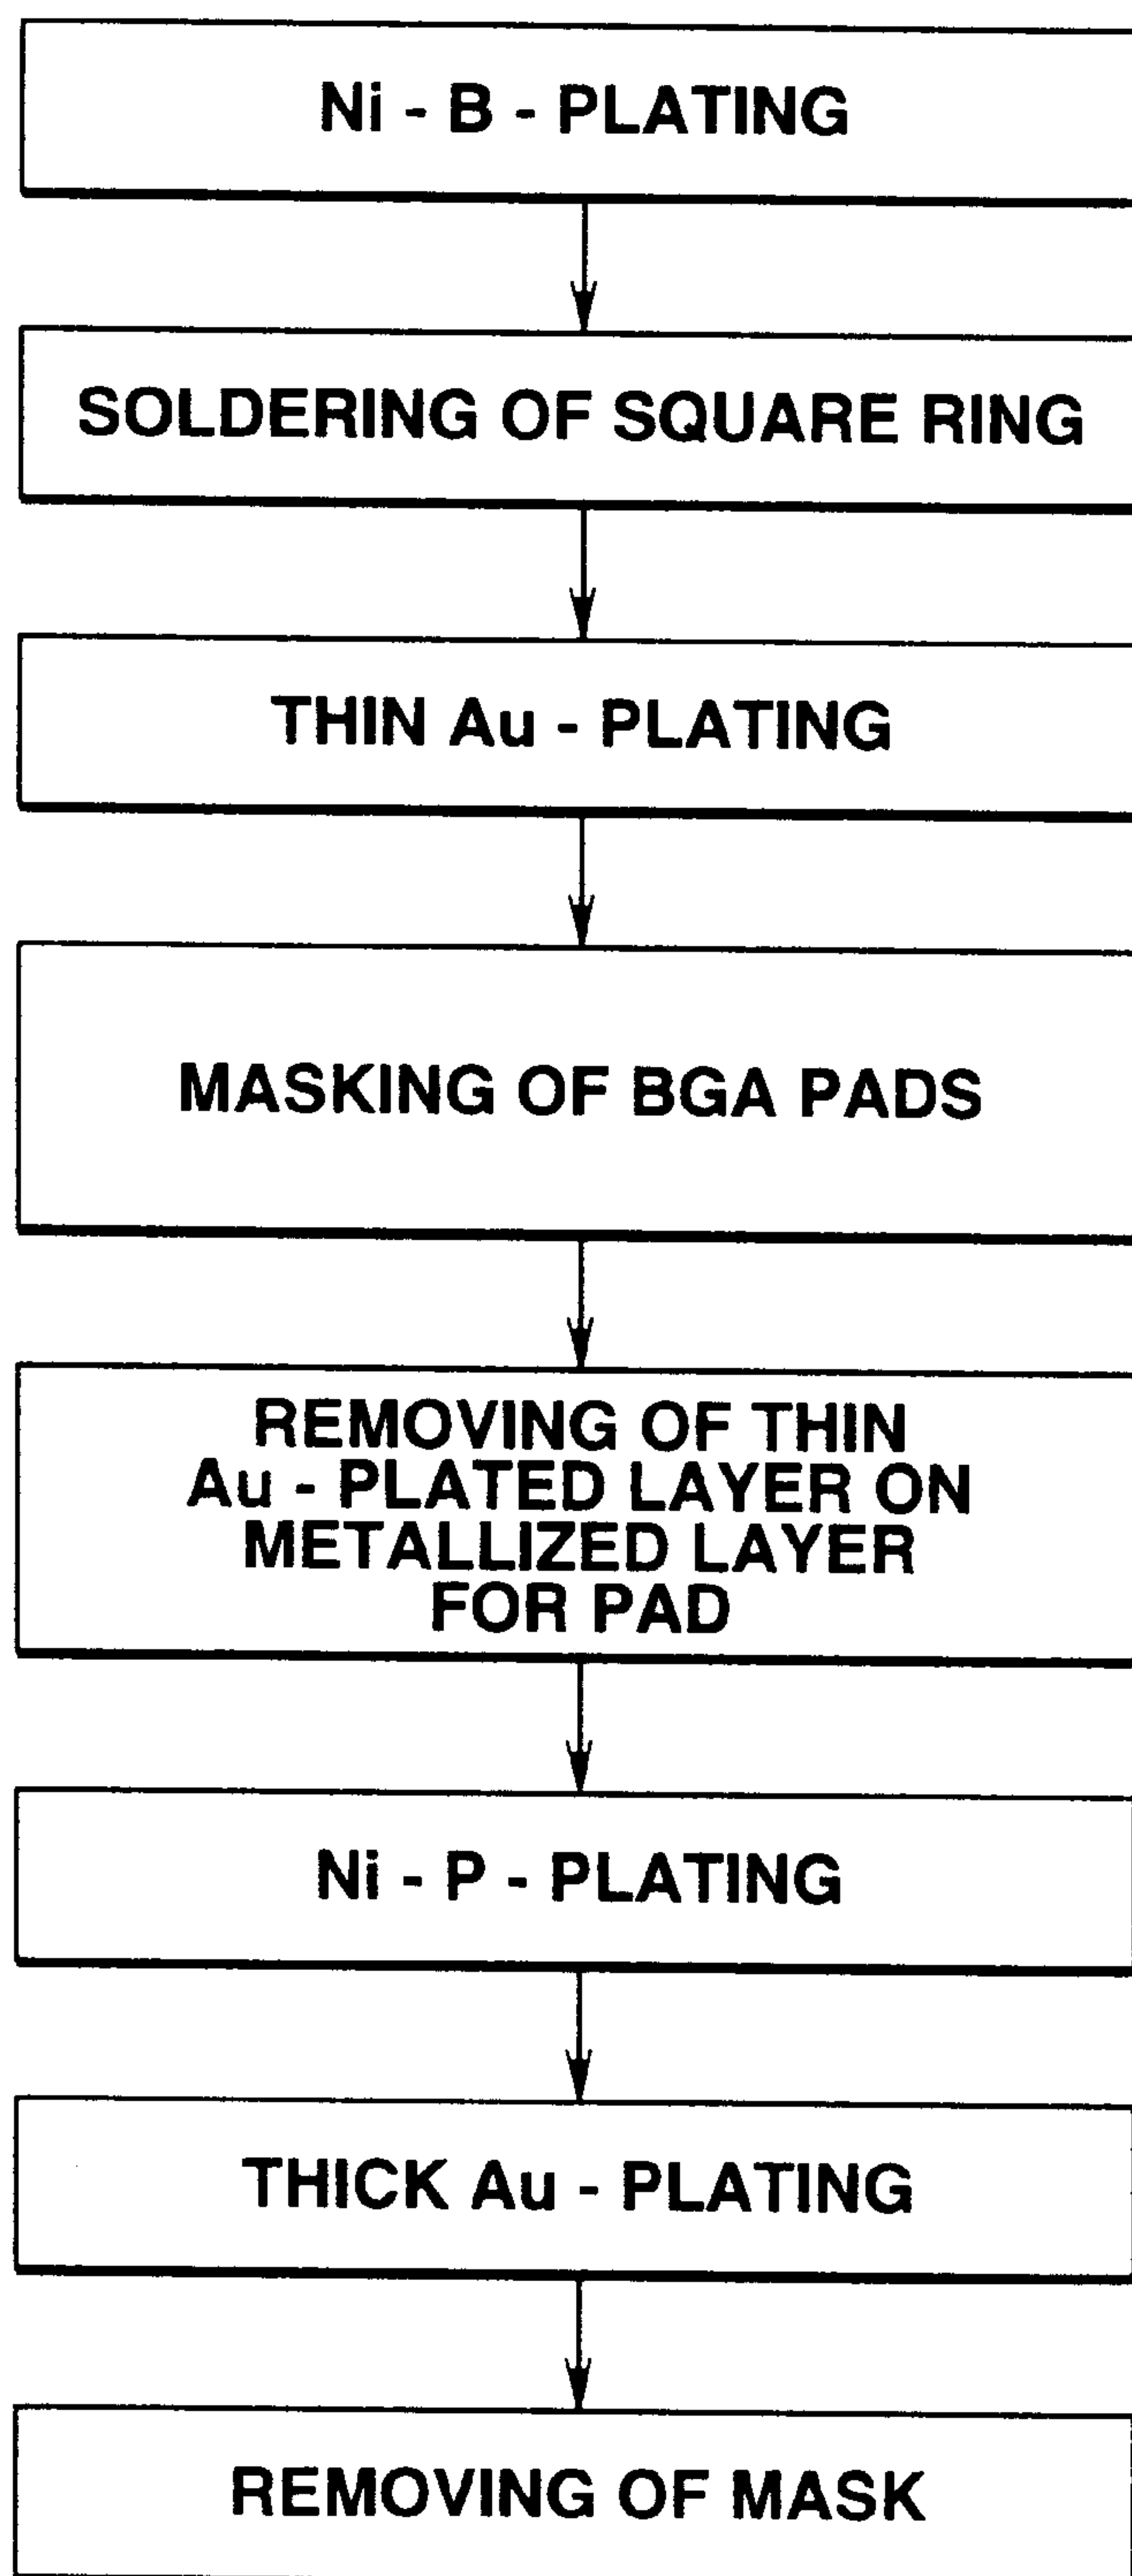 Ni - B - PLATING
SOLDERING OF SQUARE RING
THIN Au - PLATING
MASKING OF BGA PADS
REMOVING OF THIN
Au - PLATED LAYER ON
METALLIZED LAYER
FOR PAD
Ni - P - PLATING
THICK Au - PLATING
REMOVING OF MASK